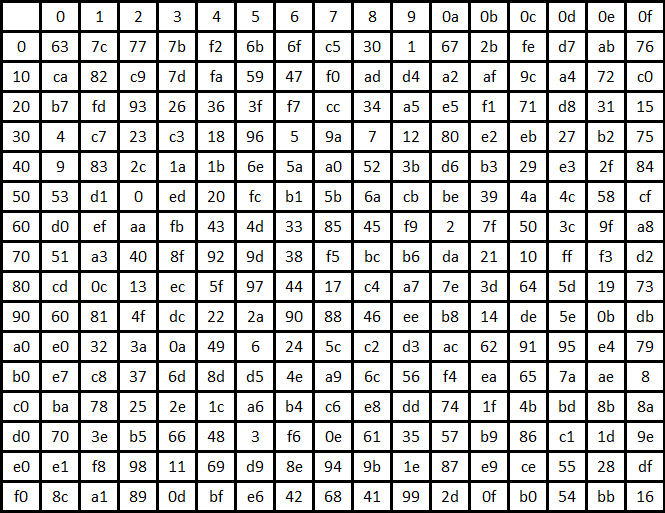 0 1 2 3 4 5 6 7 8 9 0a 0b 0c 0d 0e 0f
0 63 7c 77 7b f2 6b 6f c5 30 1 67 2b fe d7 ab 76
10 ca 82 c9 7d fa 59 47 f0 ad d4 a2 af 9c a4 72 c0
20 b7 fd 93 26 36 3f f7 cc 34 a5 e5 f1 71 d8 31 15
30 4 c7 23 c3 18 96 5 9a 7 12 80 e2 eb 27 b2 75
40 9 83 2c 1a 1b 6e 5a a0 52 3b d6 b3 29 e3 2f 84
50 53 d1 0 ed 20 fc b1 5b 6a cb be 39 4a 4c 58 cf
60 d0 ef aa fb 43 4d 33 85 45 f9 2 7f 50 3c 9f a8
70 51 a3 40 8f 92 9d 38 f5 bc b6 da 21 10 ff f3 d2
80 cd 0c 13 ec 5f 97 44 17 c4 a7 7e 3d 64 5d 19 73
90 60 81 4f dc 22 2a 90 88 46 ee b8 14 de 5e 0b db
a0 e0 32 3a 0a 49 6 24 5c c2 d3 ac 62 91 95 e4 79
b0 e7 c8 37 6d 8d d5 4e a9 6c 56 f4 ea 65 7a ae 8
c0 ba 78 25 2e 1c a6 b4 c6 e8 dd 74 1f 4b bd 8b 8a
d0 70 3e b5 66 48 3 f6 0e 61 35 57 b9 86 c1 1d 9e
e0 e1 f8 98 11 69 d9 8e 94 9b 1e 87 e9 ce 55 28 df
f0 8c a1 89 0d bf e6 42 68 41 99 2d 0f b0 54 bb 16